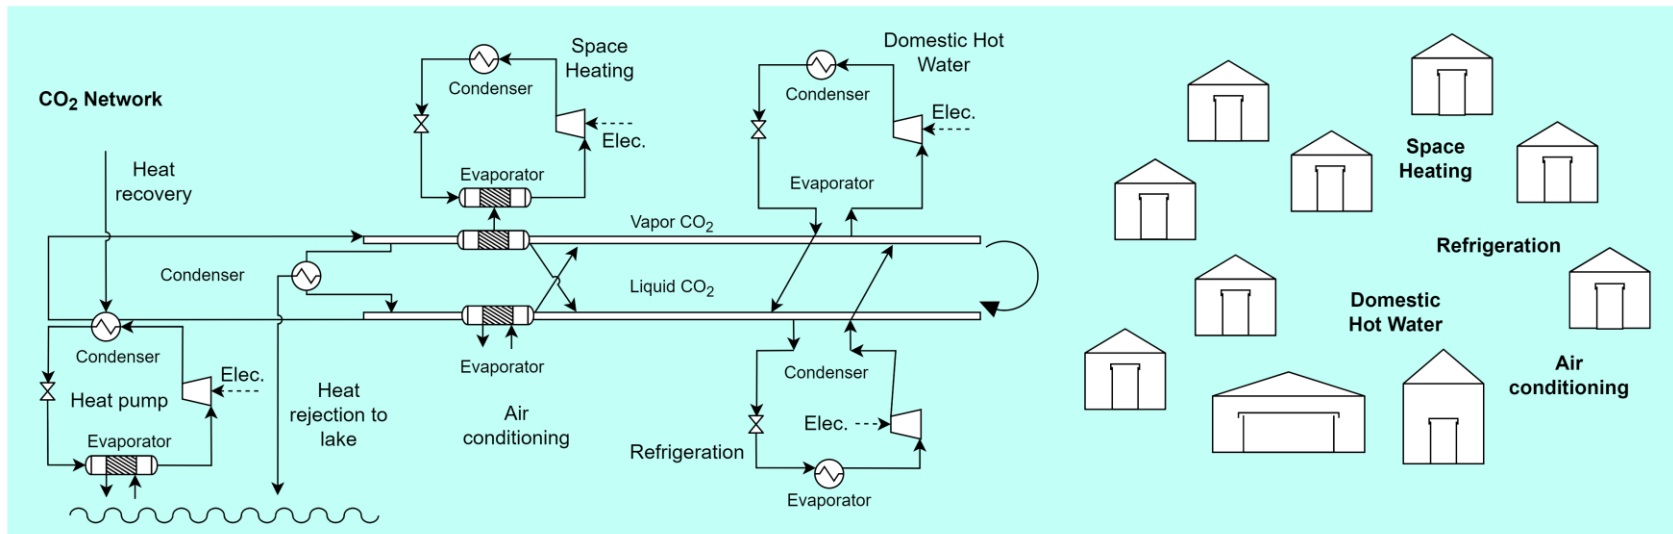 CO2 Network
Heat
recovery
Condenser
Heat pump
Elec.
Evaporator
Condenser
Heat
rejection to
lake
Space
Heating
Condenser
Elec.
Evaporator
Vapor CO2
Liquid CO2
Evaporator
Air
conditioning
Domestic Hot
Water
Condenser
Elec.
Evaporator
Condenser
Elec.
Refrigeration
Evaporator
Space
Heating
Refrigeration
Domestic
Hot Water
Air
conditioning